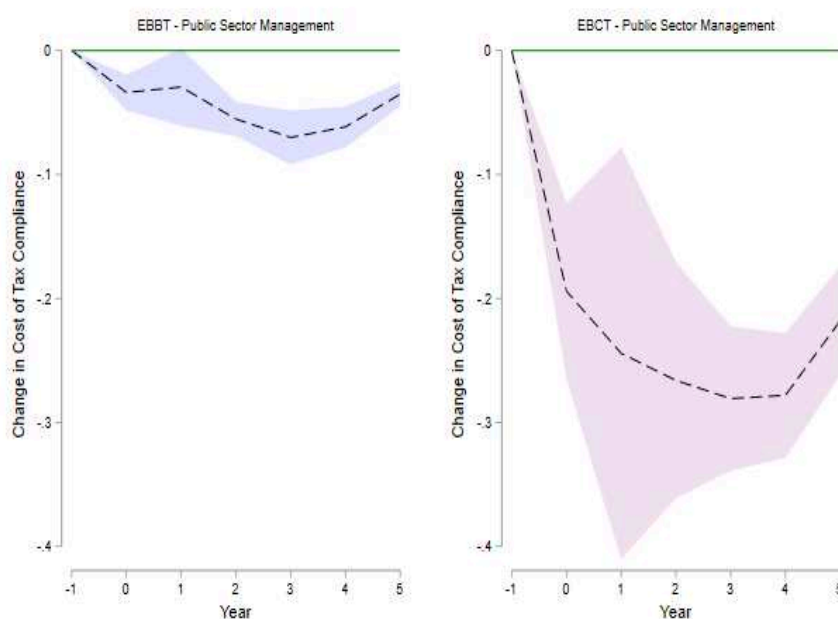 EBBT - Public Sector Management
Change in Cost of Tax Compliance
0
-.1
-.2
-.3
-.4
-1 0 1 2 3 4 5
Year
EBCT - Public Sector Management
Change in Cost of Tax Compliance
0
-.1
-.2
-.3
-.4
-1 0 1 2 3 4 5
Year